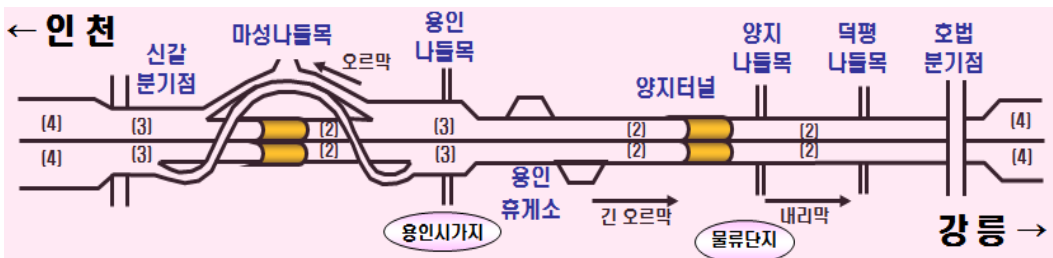 ← 인 천
신갈
분기점
마성나들목
오르막
용인
나들목
양지터널
양지
나들목
덕평
나들목
호법
분기점
(4)
(3)
(2)
(3)
(2)
(2)
(4)
(4)
(3)
(2)
(3)
(2)
(2)
(4)
용인
휴게소
긴 오르막
내리막
용인시가지
물류단지
강 릉 →